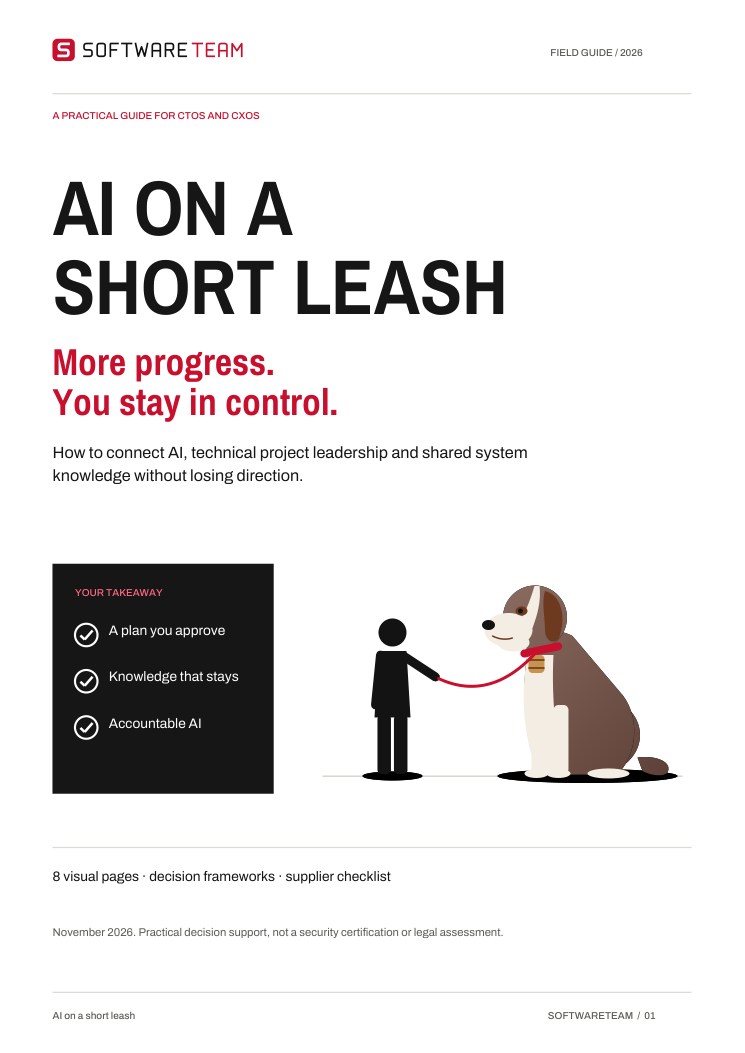 SOFTWARETEAM
FIELD GUIDE / 2026
A PRACTICAL GUIDE FOR CTOS AND CXOS
AI ON A
SHORT LEASH
More progress.
You stay in control.
How to connect AI, technical project leadership and shared system
knowledge without losing direction.
YOUR TAKEAWAY
A plan you approve
Knowledge that stays
Accountable AI
8 visual pages · decision frameworks · supplier checklist
November 2026. Practical decision support, not a security certification or legal assessment.
AI on a short leash
SOFTWARETEAM / 01